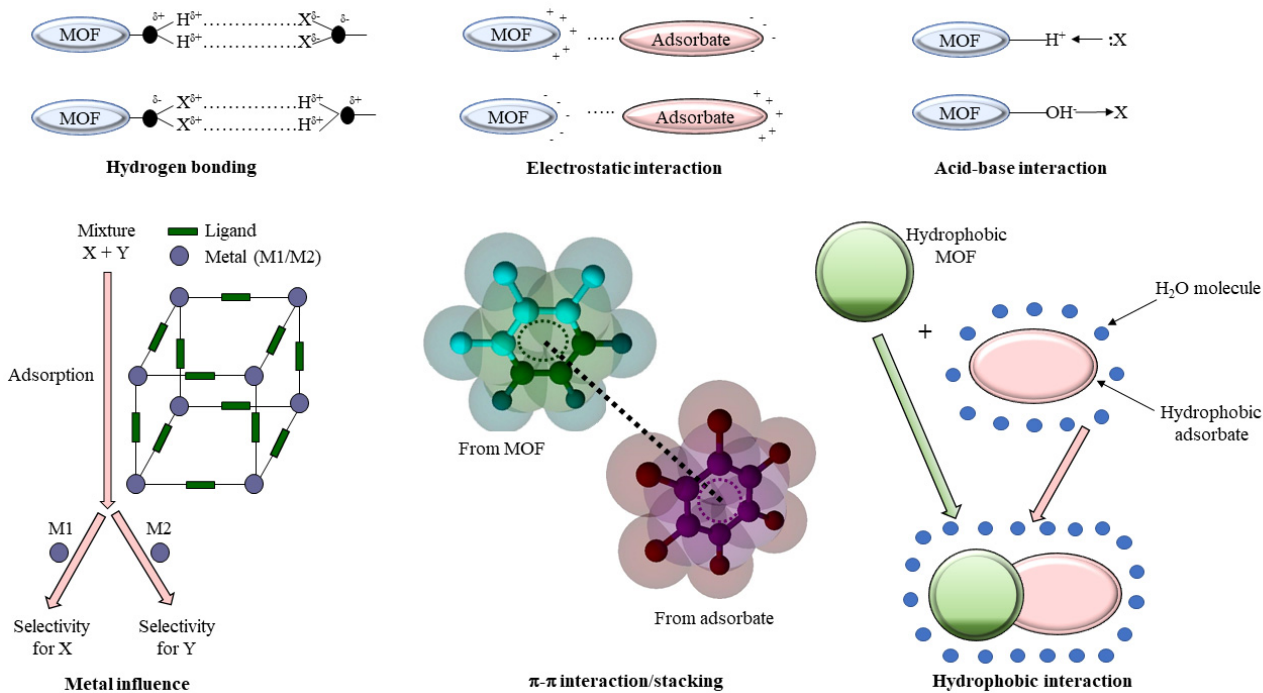 δ+ H^δ+ .................. X^δ- δ-
MOF
H^δ+ .................. X^δ-
δ- X^δ+ .................. H^δ+ δ+
MOF
X^δ+ .................. H^δ+
Hydrogen bonding
+ + + + +
MOF ..... Adsorbate
- - - -
- - - -
MOF ..... Adsorbate
+ + + + + +
Electrostatic interaction
MOF H⁺ :X
MOF OH⁻ X
Acid-base interaction
Mixture
X + Y
Ligand
Metal (M1/M2)
Adsorption
M1
M2
Selectivity
for X
Selectivity
for Y
Metal influence
From MOF
From adsorbate
π-π interaction/stacking
Hydrophobic
MOF
+
H₂O molecule
Hydrophobic
adsorbate
Hydrophobic interaction